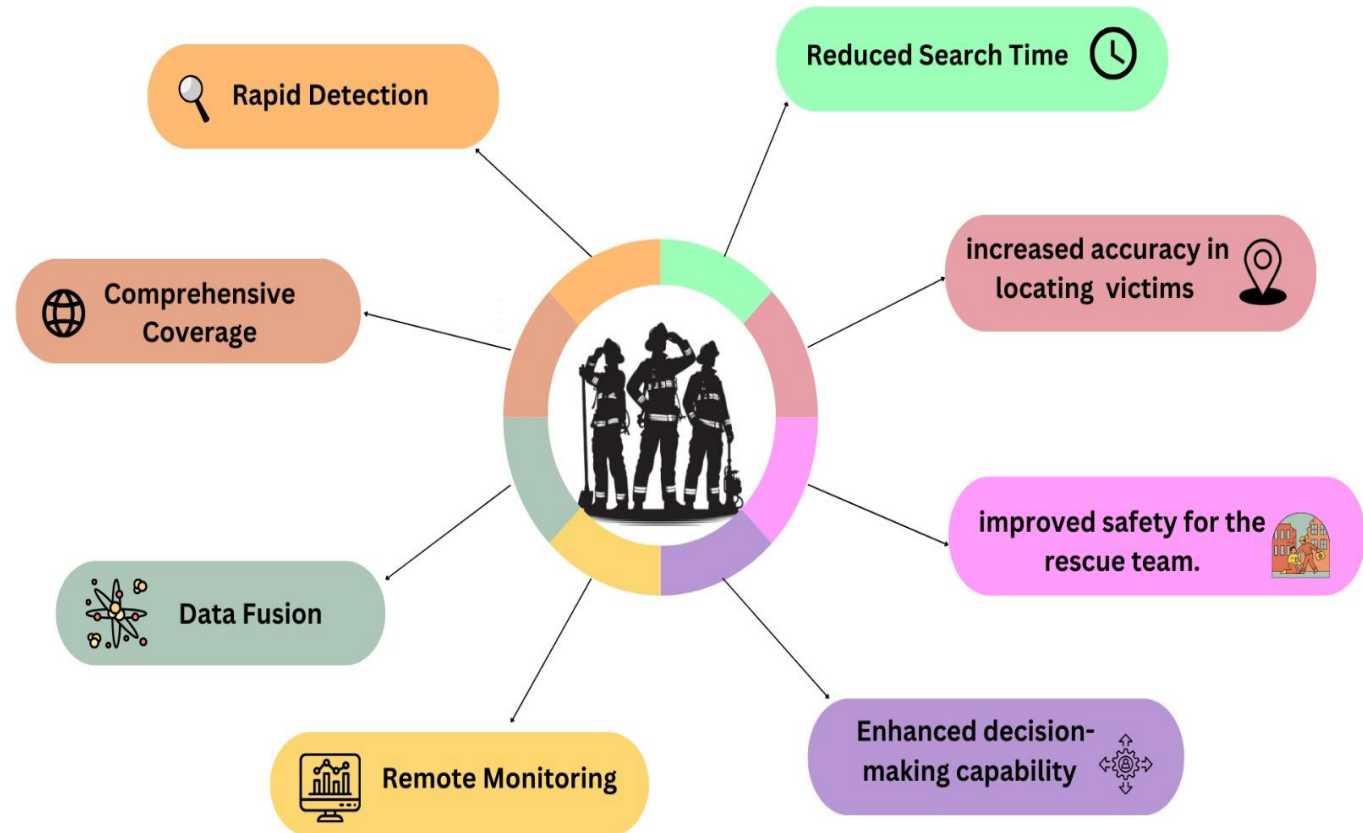 Reduced Search Time
Rapid Detection
increased accuracy in
locating victims
Comprehensive
Coverage
improved safety for the
rescue team.
Data Fusion
Enhanced decision-
making capability
Remote Monitoring